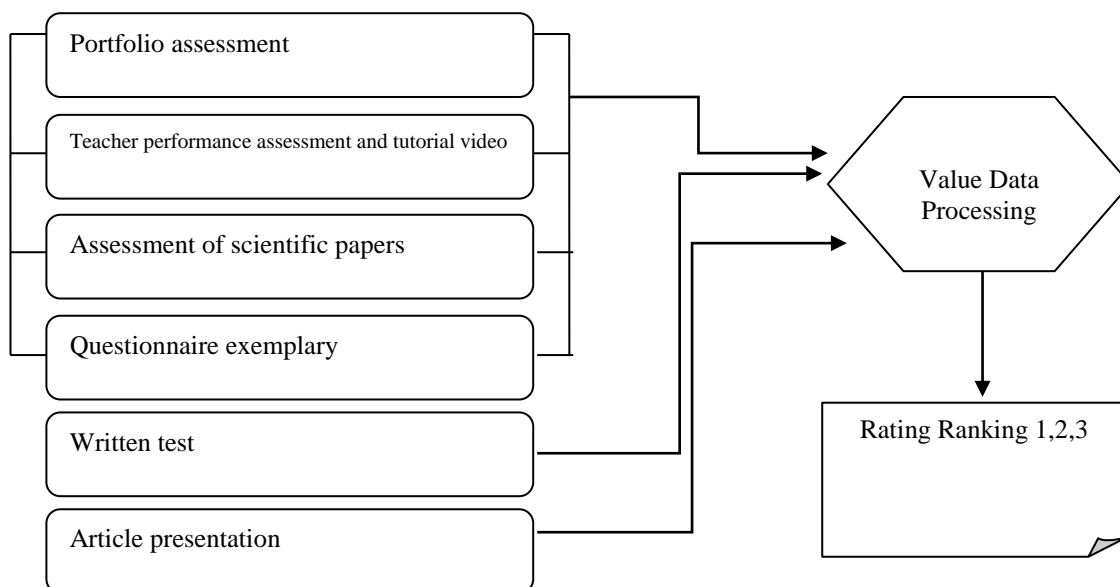 Portfolio assessment
Teacher performance assessment and tutorial video
Assessment of scientific papers
Questionnaire exemplary
Written test
Article presentation
Value Data
Processing
Rating Ranking 1,2,3